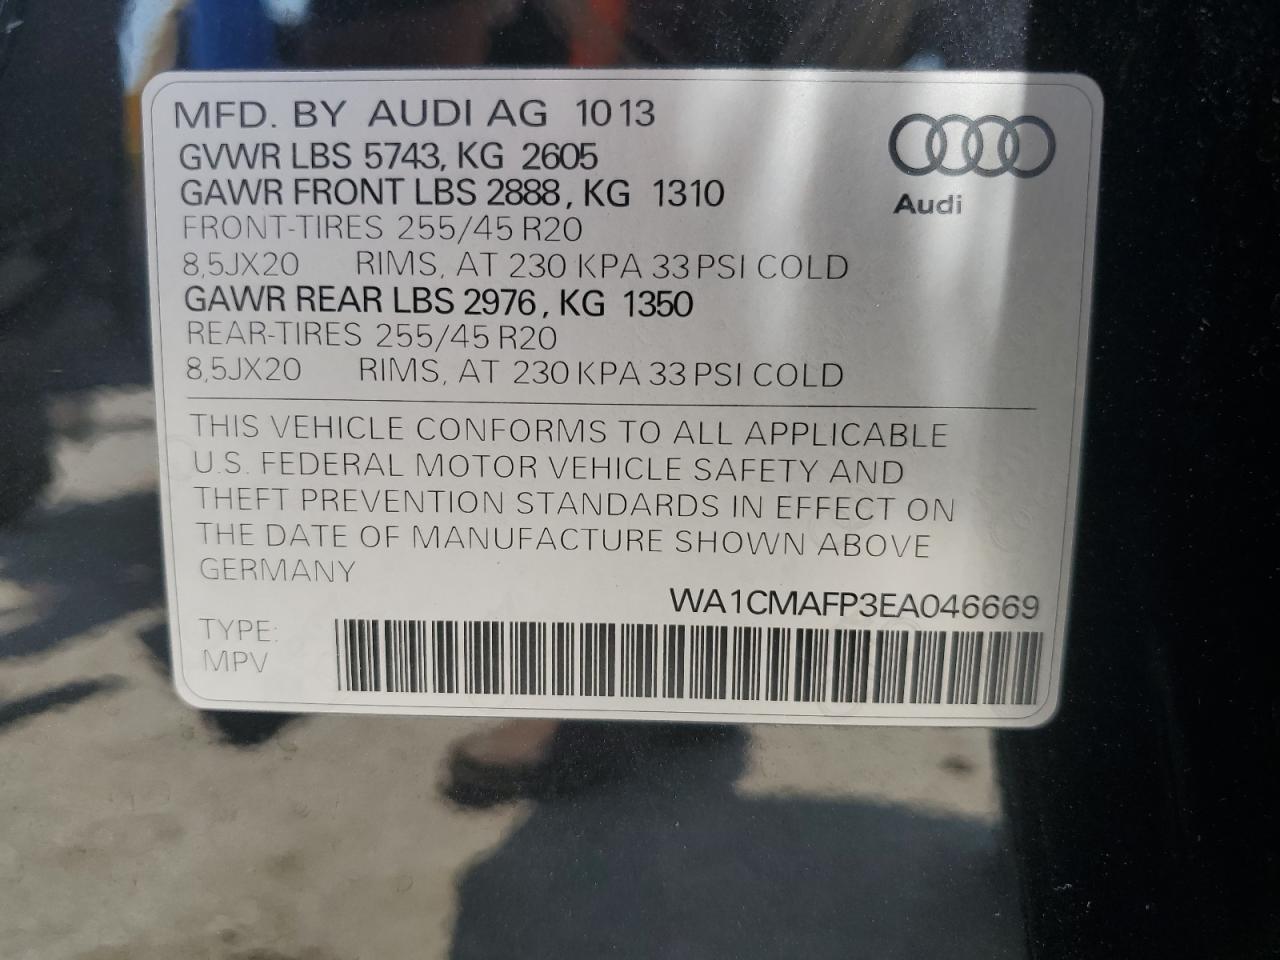 MFD. BY AUDI AG 10 13
GVWR LBS 5743, KG 2605
GAWR FRONT LBS 2888, KG 1310
FRONT-TIRES 255/45 R20
8,5JX20 RIMS, AT 230 KPA 33 PSI COLD
GAWR REAR LBS 2976, KG 1350
REAR-TIRES 255/45 R20
8,5JX20 RIMS, AT 230 KPA 33 PSI COLD
Audi
THIS VEHICLE CONFORMS TO ALL APPLICABLE
U.S. FEDERAL MOTOR VEHICLE SAFETY AND
THEFT PREVENTION STANDARDS IN EFFECT ON
THE DATE OF MANUFACTURE SHOWN ABOVE
GERMANY
WA1CMAFP3EA046669
TYPE:
MPV